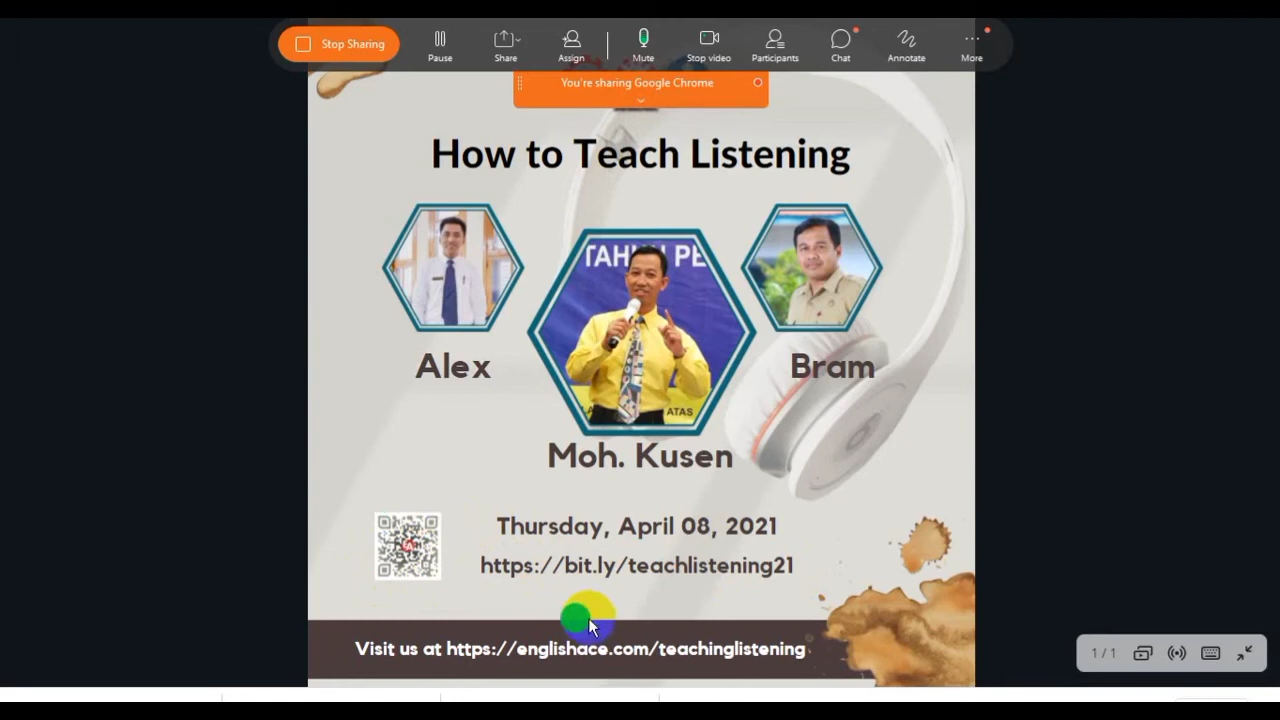 Stop Sharing
Pause
Share
Assign
Mute
Stop video
Participants
Chat
Annotate
More
You're sharing Google Chrome
How to Teach Listening
TAHUN PE
ATAS
Alex
Bram
Moh. Kusen
Thursday, April 08, 2021
https://bit.ly/teachlistening21
Visit us at https://englishace.com/teachinglistening
1 / 1